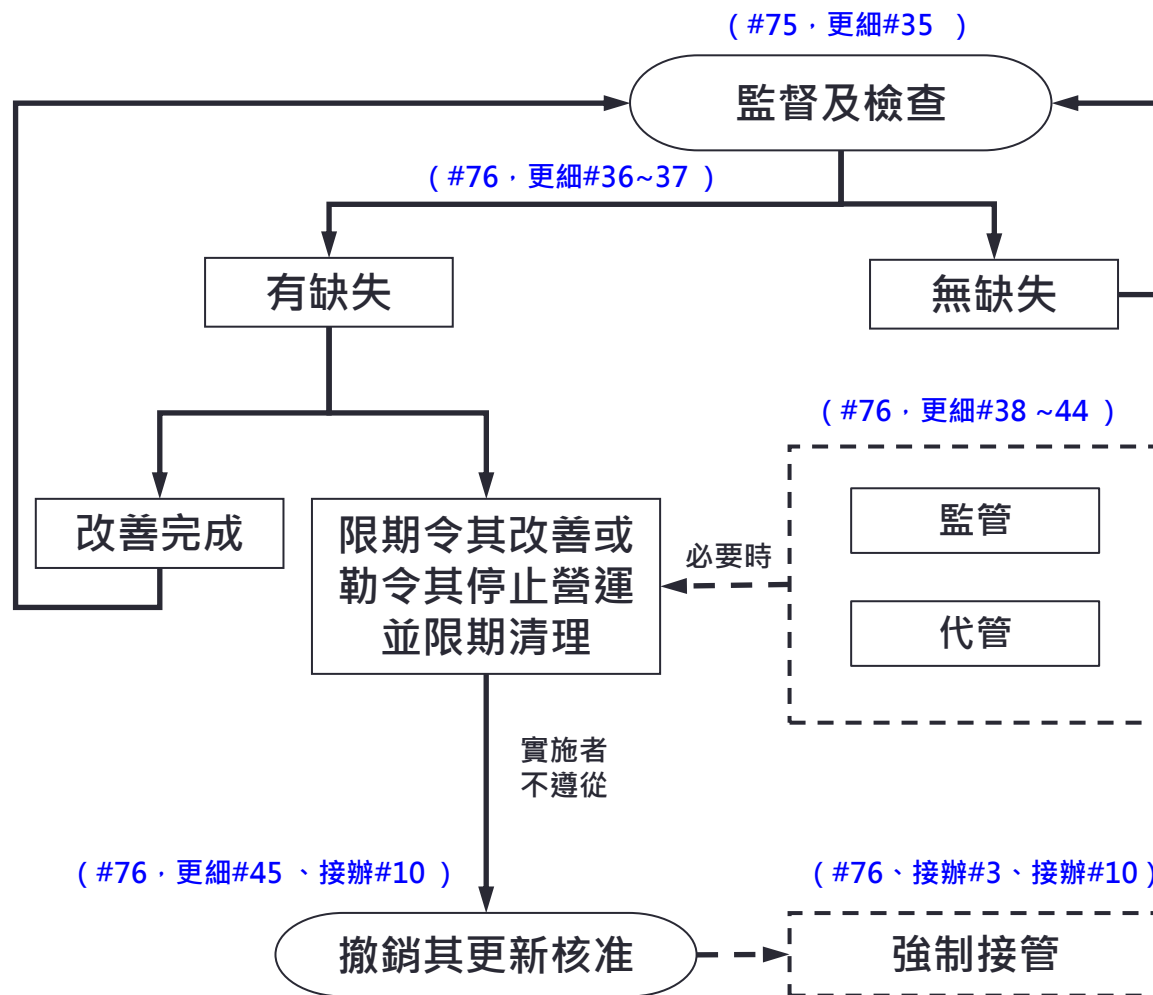 (#75，更細#35 )
監督及檢查
(#76，更細#36~37 )
有缺失
無缺失
(#76，更細#38 ~44 )
改善完成
限期令其改善或
勒令其停止營運
並限期清理
必要時
監管
代管
實施者
不遵從
(#76，更細#45 、接辦#10 )
(#76、接辦#3、接辦#10)
撤銷其更新核准
強制接管